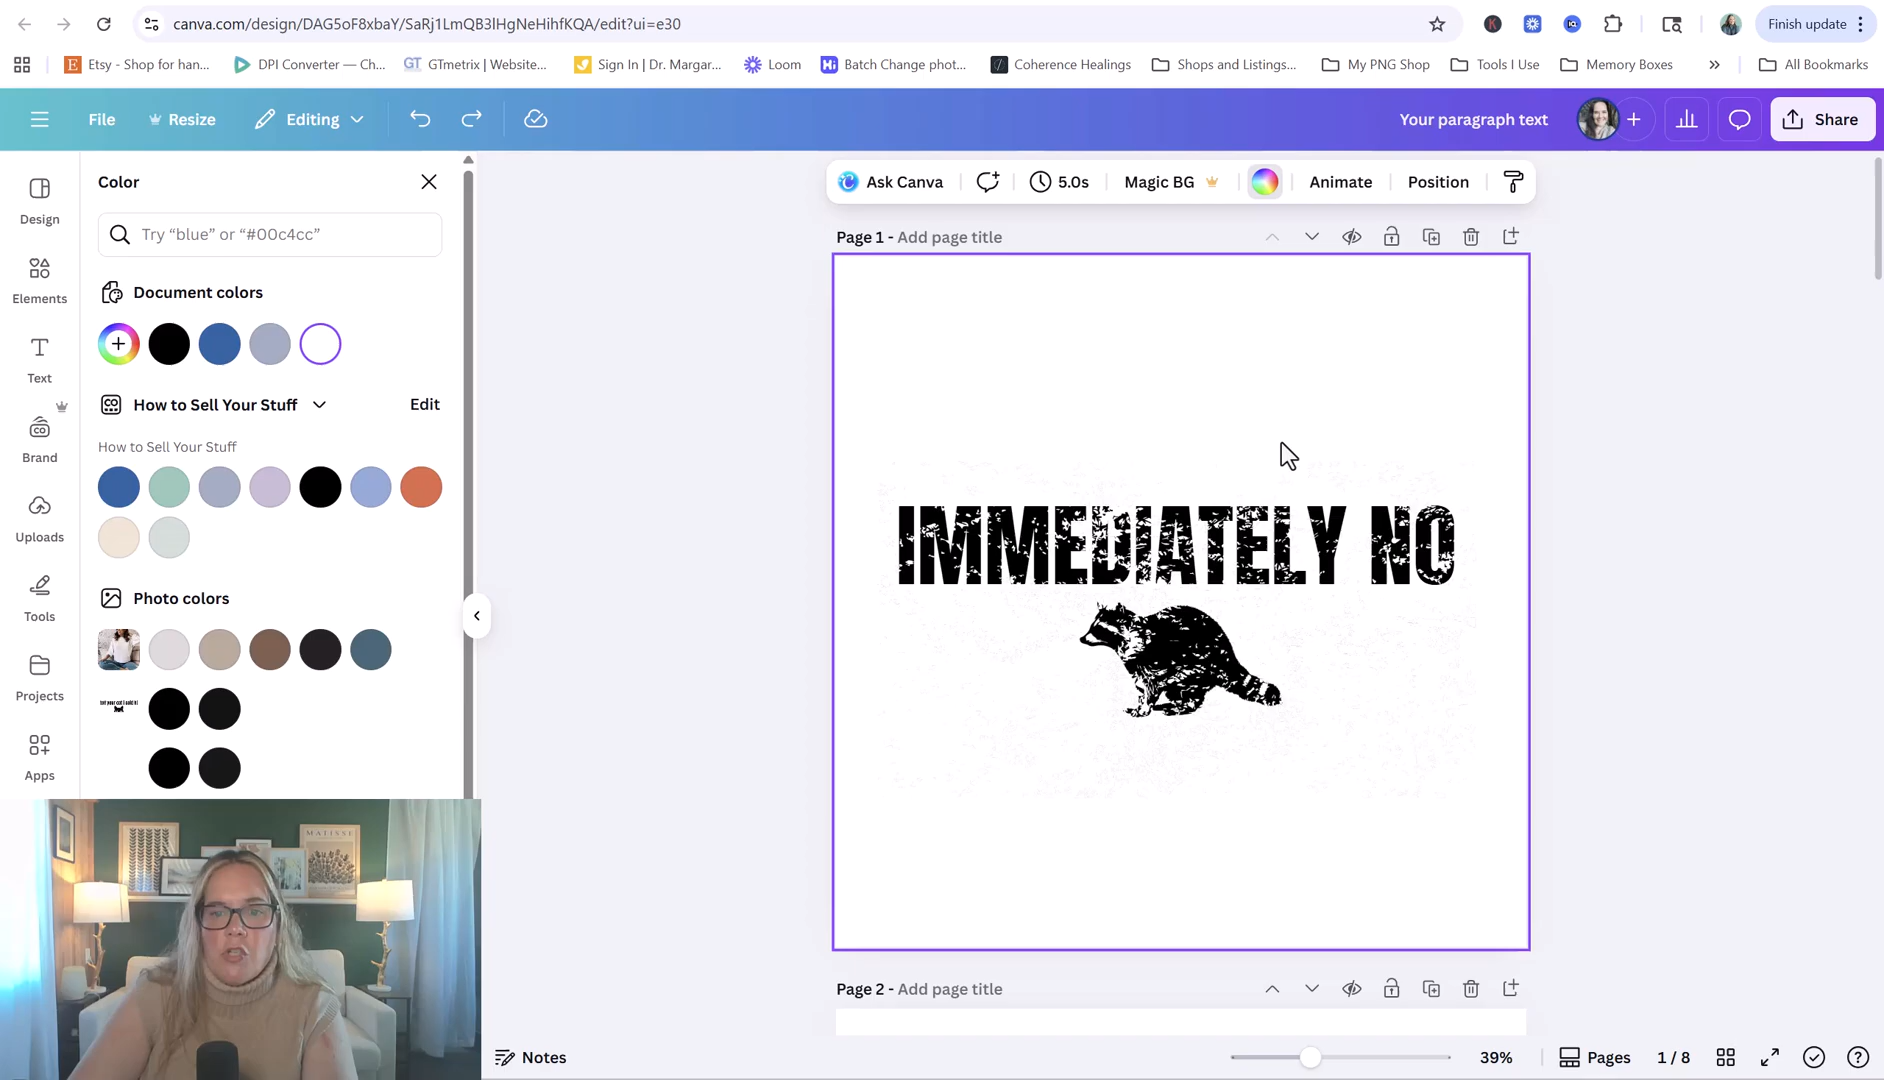 canva.com/design/DAG5oF8xbaY/SaRj1LmQB3lHgNeHihfKQA/edit?ui=e30
Finish update
Etsy - Shop for han...
DPI Converter — Ch...
GTmetrix | Website...
Sign In | Dr. Margar...
Loom
Batch Change phot...
Coherence Healings
Shops and Listings...
My PNG Shop
Tools I Use
Memory Boxes
All Bookmarks
File
Resize
Editing
Your paragraph text
Share
Design
Elements
Text
Brand
Uploads
Tools
Projects
Apps
Color
Try “blue” or “#00c4cc”
Document colors
How to Sell Your Stuff
Edit
How to Sell Your Stuff
Photo colors
Ask Canva
5.0s
Magic BG
Animate
Position
Page 1 - Add page title
IMMEDIATELY NO
Page 2 - Add page title
MATISSE
Notes
39%
Pages
1 / 8